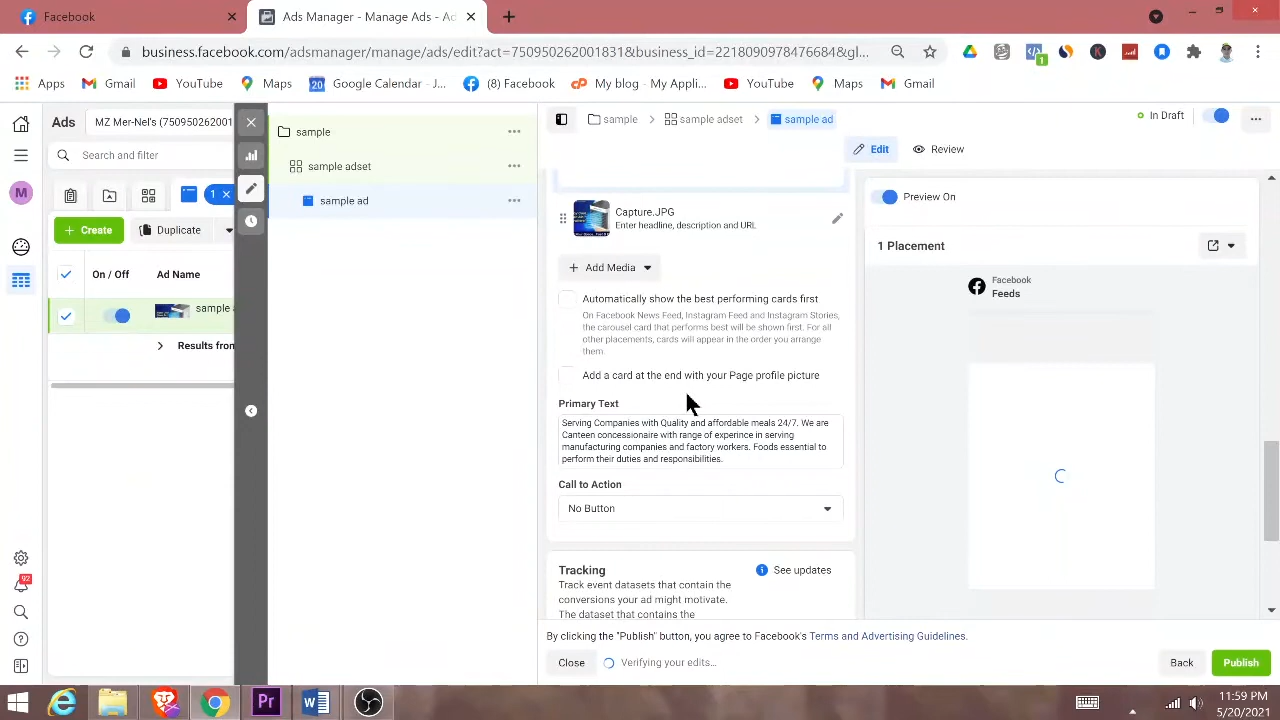 Facebook
Ads Manager - Manage Ads - Ad
business.facebook.com/adsmanager/manage/ads/edit?act=750950262001831&business_id=221809097847​66684&gl...
Apps
Gmail
YouTube
Maps
Google Calendar - J...
(8) Facebook
My blog - My Appli...
YouTube
Maps
Gmail
Ads
MZ Mer-Nel's (750950262001
Search and filter
1
Create
Duplicate
On / Off
Ad Name
sample a
Results from
M
92
sample
sample adset
sample ad
sample
sample adset
sample ad
In Draft
Edit
Review
Capture.JPG
Enter headline, description and URL
Add Media
Automatically show the best performing cards first
On Facebook News Feed, Instagram Feed and Instagram Stories,
the carousel card that performs best will be shown first. For all
other placements, cards will appear in the order you arrange
them.
Add a card at the end with your Page profile picture
Primary Text
Serving Companies with Quality and affordable meals 24/7. We are
Canteen concessionaire with range of experince in serving
manufacturing companies and factory workers. Foods essential to
perform their duties and responsibilities.
Call to Action
No Button
Tracking
See updates
Track event datasets that contain the
conversions your ad might motivate.
The dataset that contains the
Preview On
1 Placement
Facebook
Feeds
By clicking the "Publish" button, you agree to Facebook's Terms and Advertising Guidelines.
Close
Verifying your edits...
Back
Publish
Pr
11:59 PM
5/20/2021